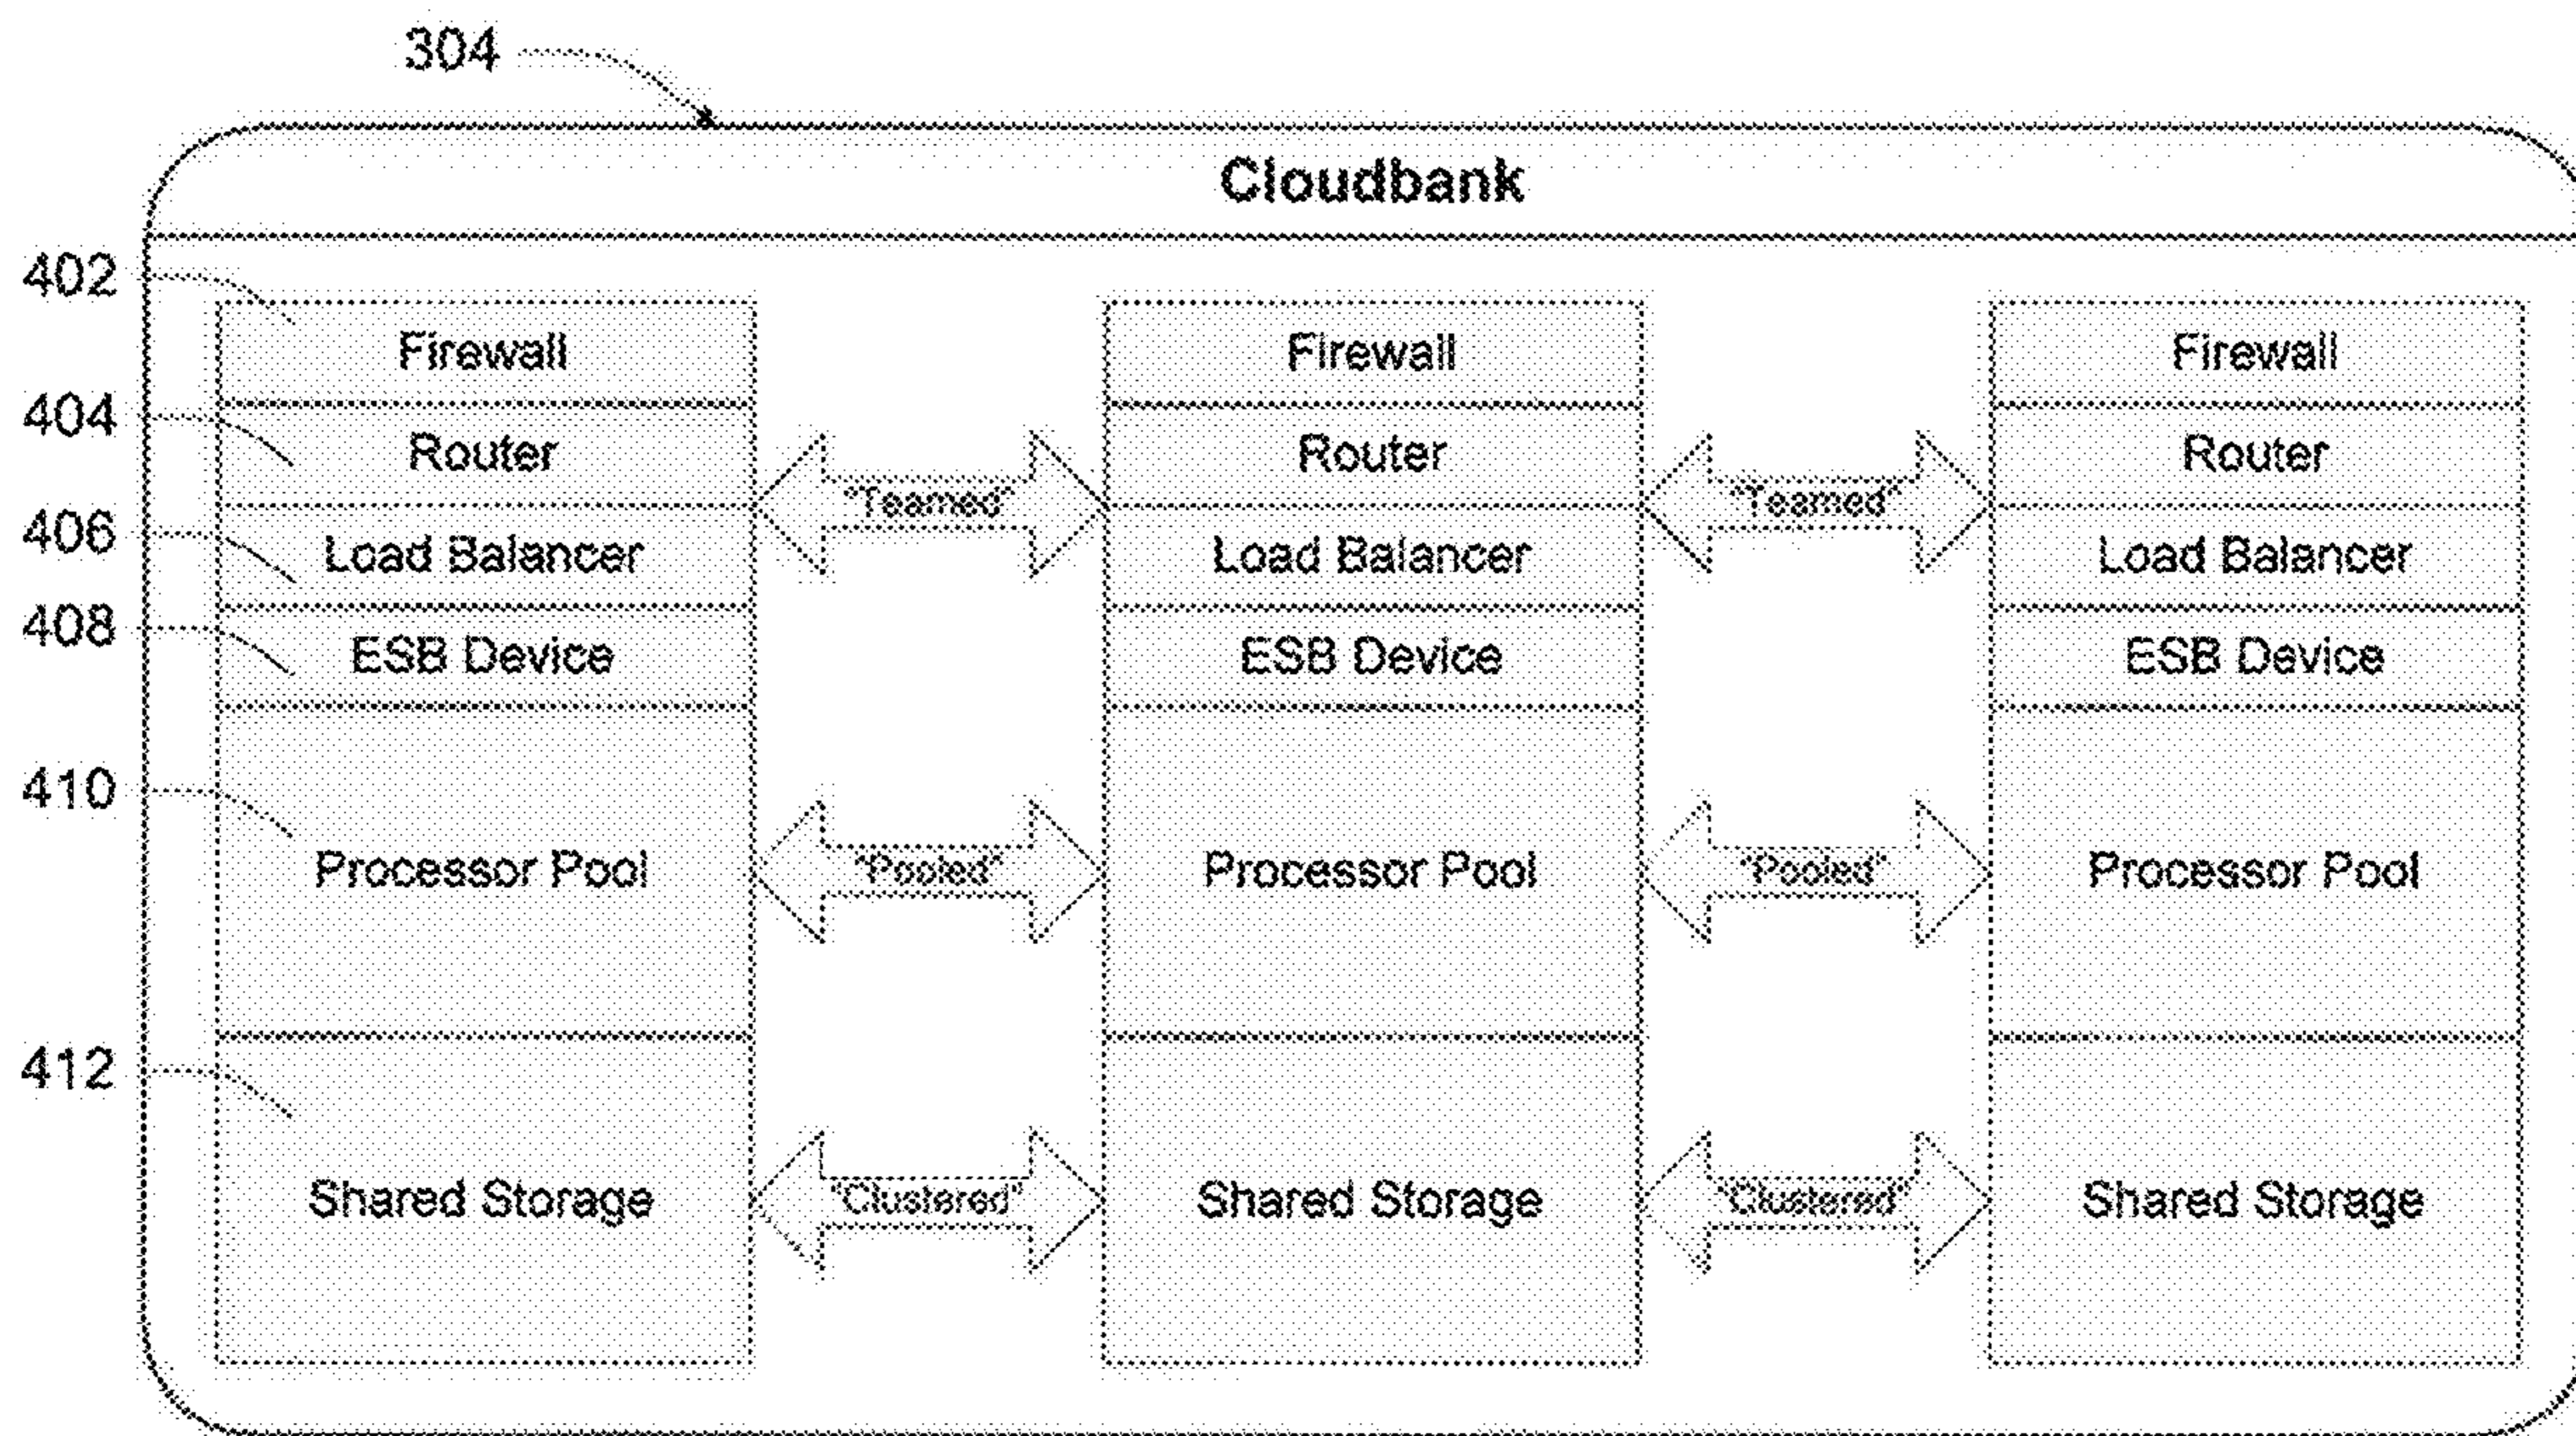 304
Cloudbank
402
Firewall Firewall Firewall
404
Router Router Router
"Teamed" "Teamed"
406
Load Balancer Load Balancer Load Balancer
408
ESB Device ESB Device ESB Device
410
Processor Pool "Pooled" Processor Pool "Pooled" Processor Pool
412
Shared Storage "Clustered" Shared Storage "Clustered" Shared Storage